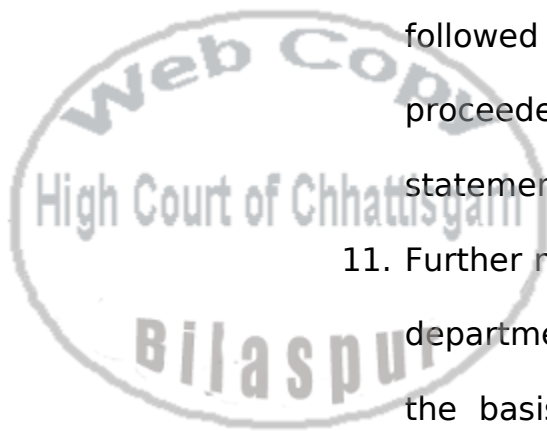 followed
Web Copy
proceede
High Court of Chhattisgarh
statemen
11. Further
departme
Bilaspur
the basis